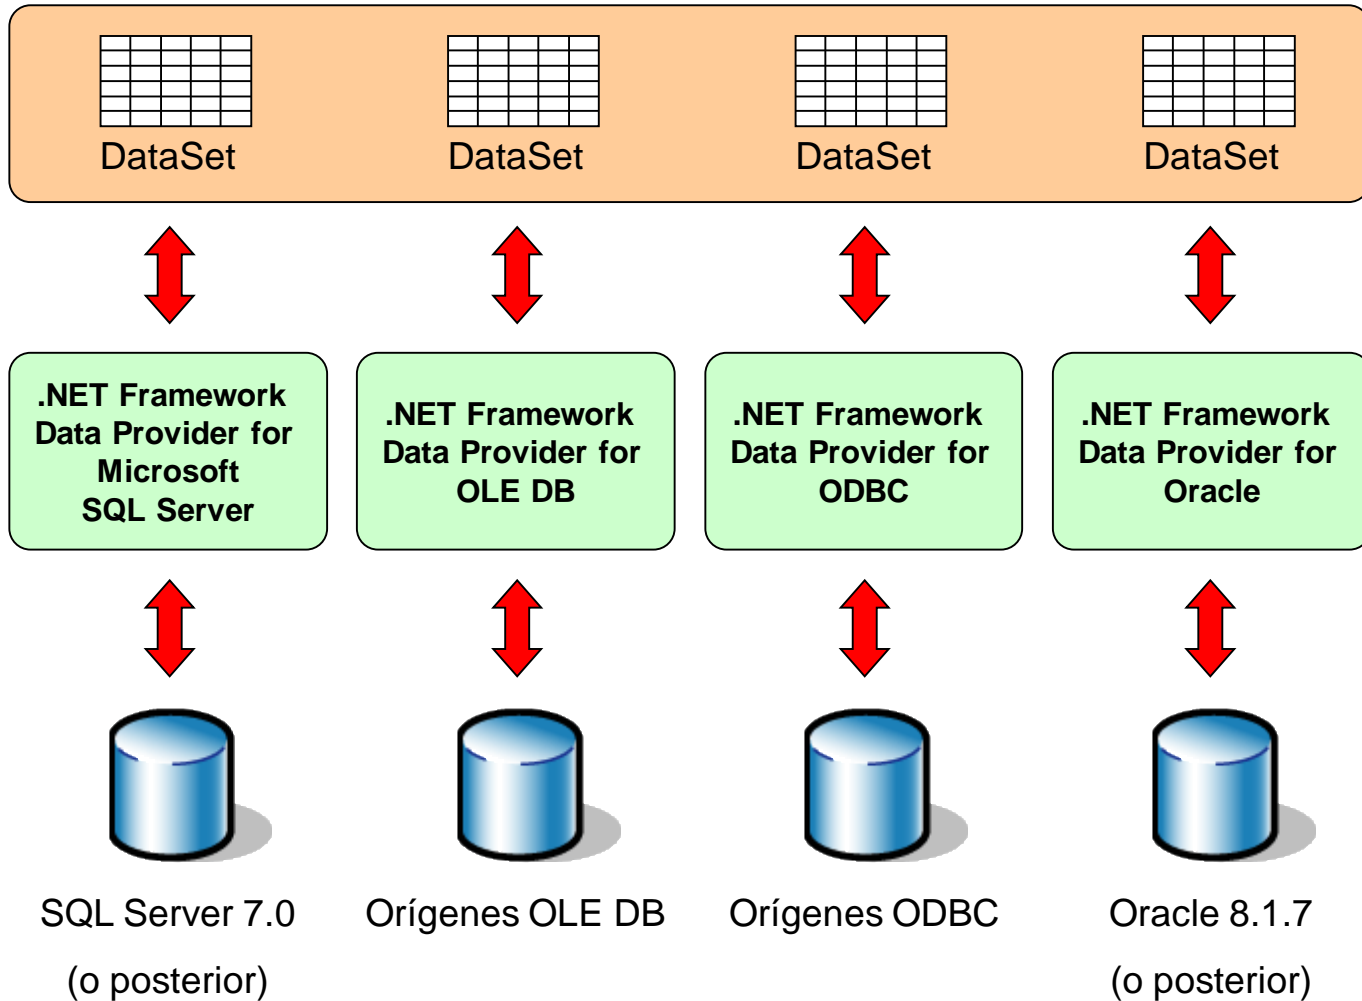 DataSet
DataSet
DataSet
DataSet
.NET Framework
Data Provider for
Microsoft
SQL Server
.NET Framework
Data Provider for
OLE DB
.NET Framework
Data Provider for
ODBC
.NET Framework
Data Provider for
Oracle
SQL Server 7.0
(o posterior)
Orígenes OLE DB
Orígenes ODBC
Oracle 8.1.7
(o posterior)